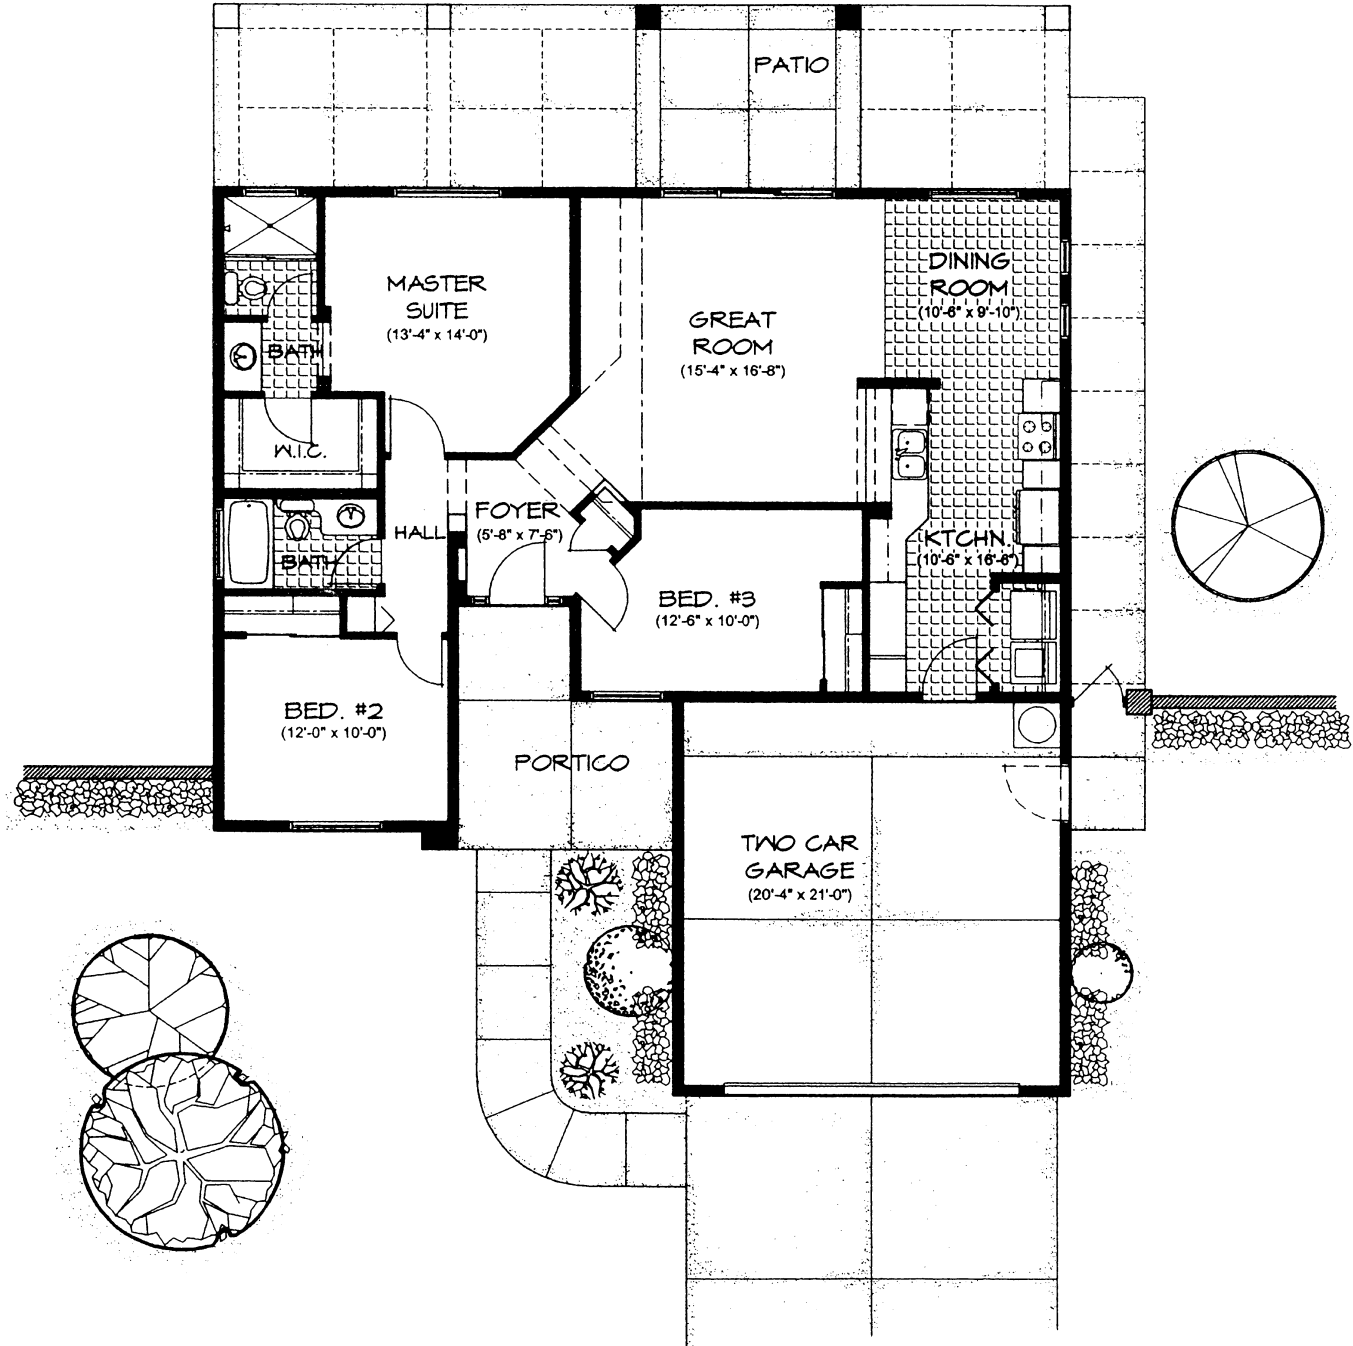 PATIO
MASTER
SUITE
(13'-4" x 14'-0")
GREAT
ROOM
(15'-4" x 16'-8")
DINING
ROOM
(10'-6" x 9'-10")
BATH
W.I.C.
FOYER
(5'-8" x 7'-6")
HALL
BATH
KTCHN.
(10'-6" x 16'-6")
BED. #3
(12'-6" x 10'-0")
BED. #2
(12'-0" x 10'-0")
PORTICO
TWO CAR
GARAGE
(20'-4" x 21'-0")